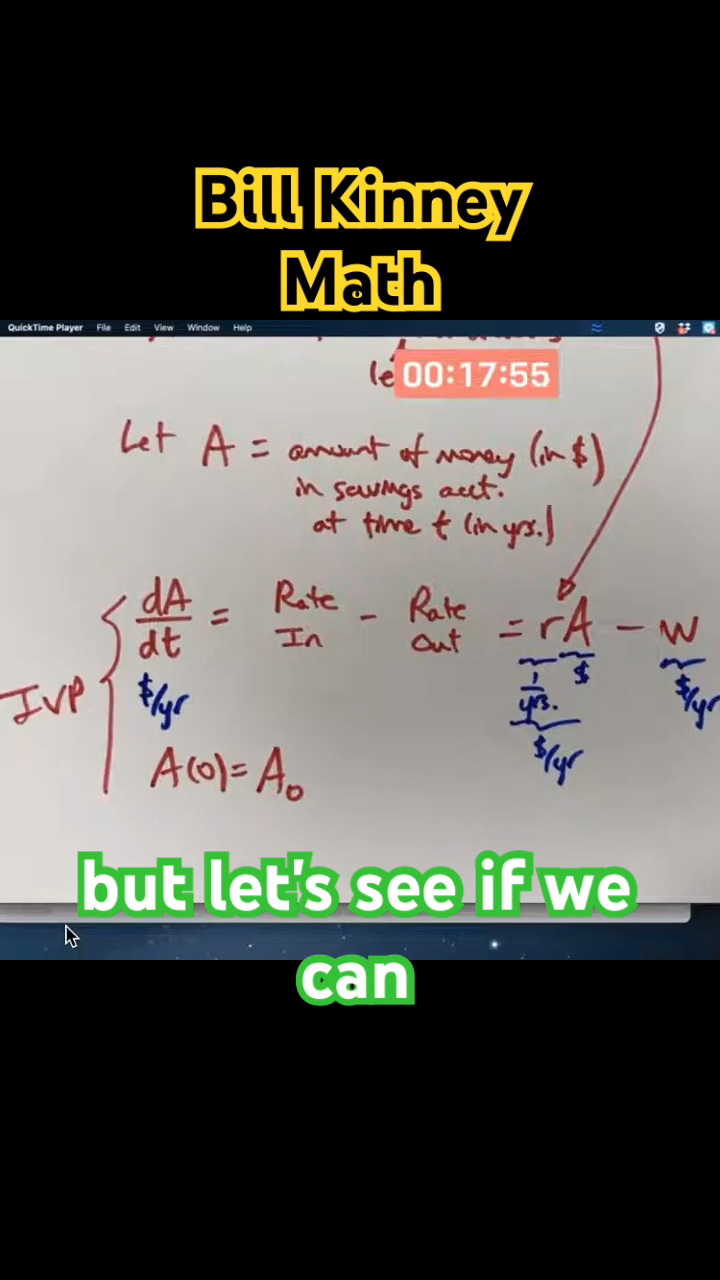 Bill Kinney
Math
QuickTime Player File Edit View Window Help
le
00:17:55
Let A = amount of money (in $)
in savings acct.
at time t (in yrs.)
IVP
dA/dt = Rate In - Rate Out = rA - w
$/yr
1/yrs.
$
$/yr
$/yr
A(0) = A₀
but let's see if we
can